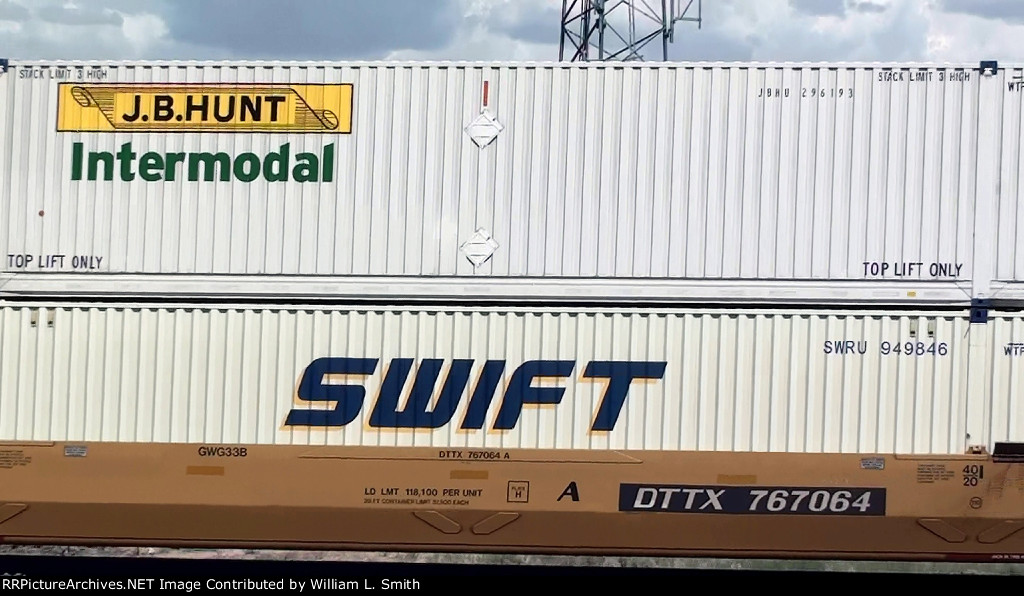 STACK LIMIT 3 HIGH
STACK LIMIT 3 HIGH
J.B.HUNT
JBHU 296193
Intermodal
TOP LIFT ONLY
TOP LIFT ONLY
SWRU 949846
SWIFT
GWG33B
DTTX 767064 A
LD LMT 118,100 PER UNIT
PLATE H
A
DTTX 767064
40
20
RRPictureArchives.NET Image Contributed by William L. Smith